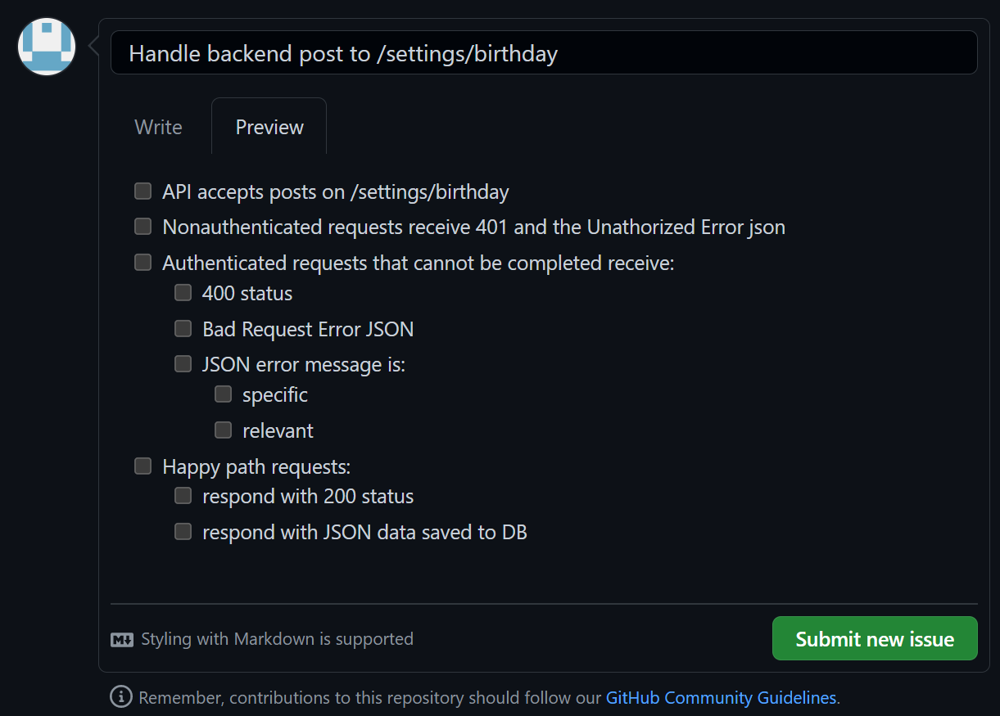 Handle backend post to /settings/birthday
Write
Preview
API accepts posts on /settings/birthday
Nonauthenticated requests receive 401 and the Unathorized Error json
Authenticated requests that cannot be completed receive:
400 status
Bad Request Error JSON
JSON error message is:
specific
relevant
Happy path requests:
respond with 200 status
respond with JSON data saved to DB
Styling with Markdown is supported
Submit new issue
Remember, contributions to this repository should follow our GitHub Community Guidelines.